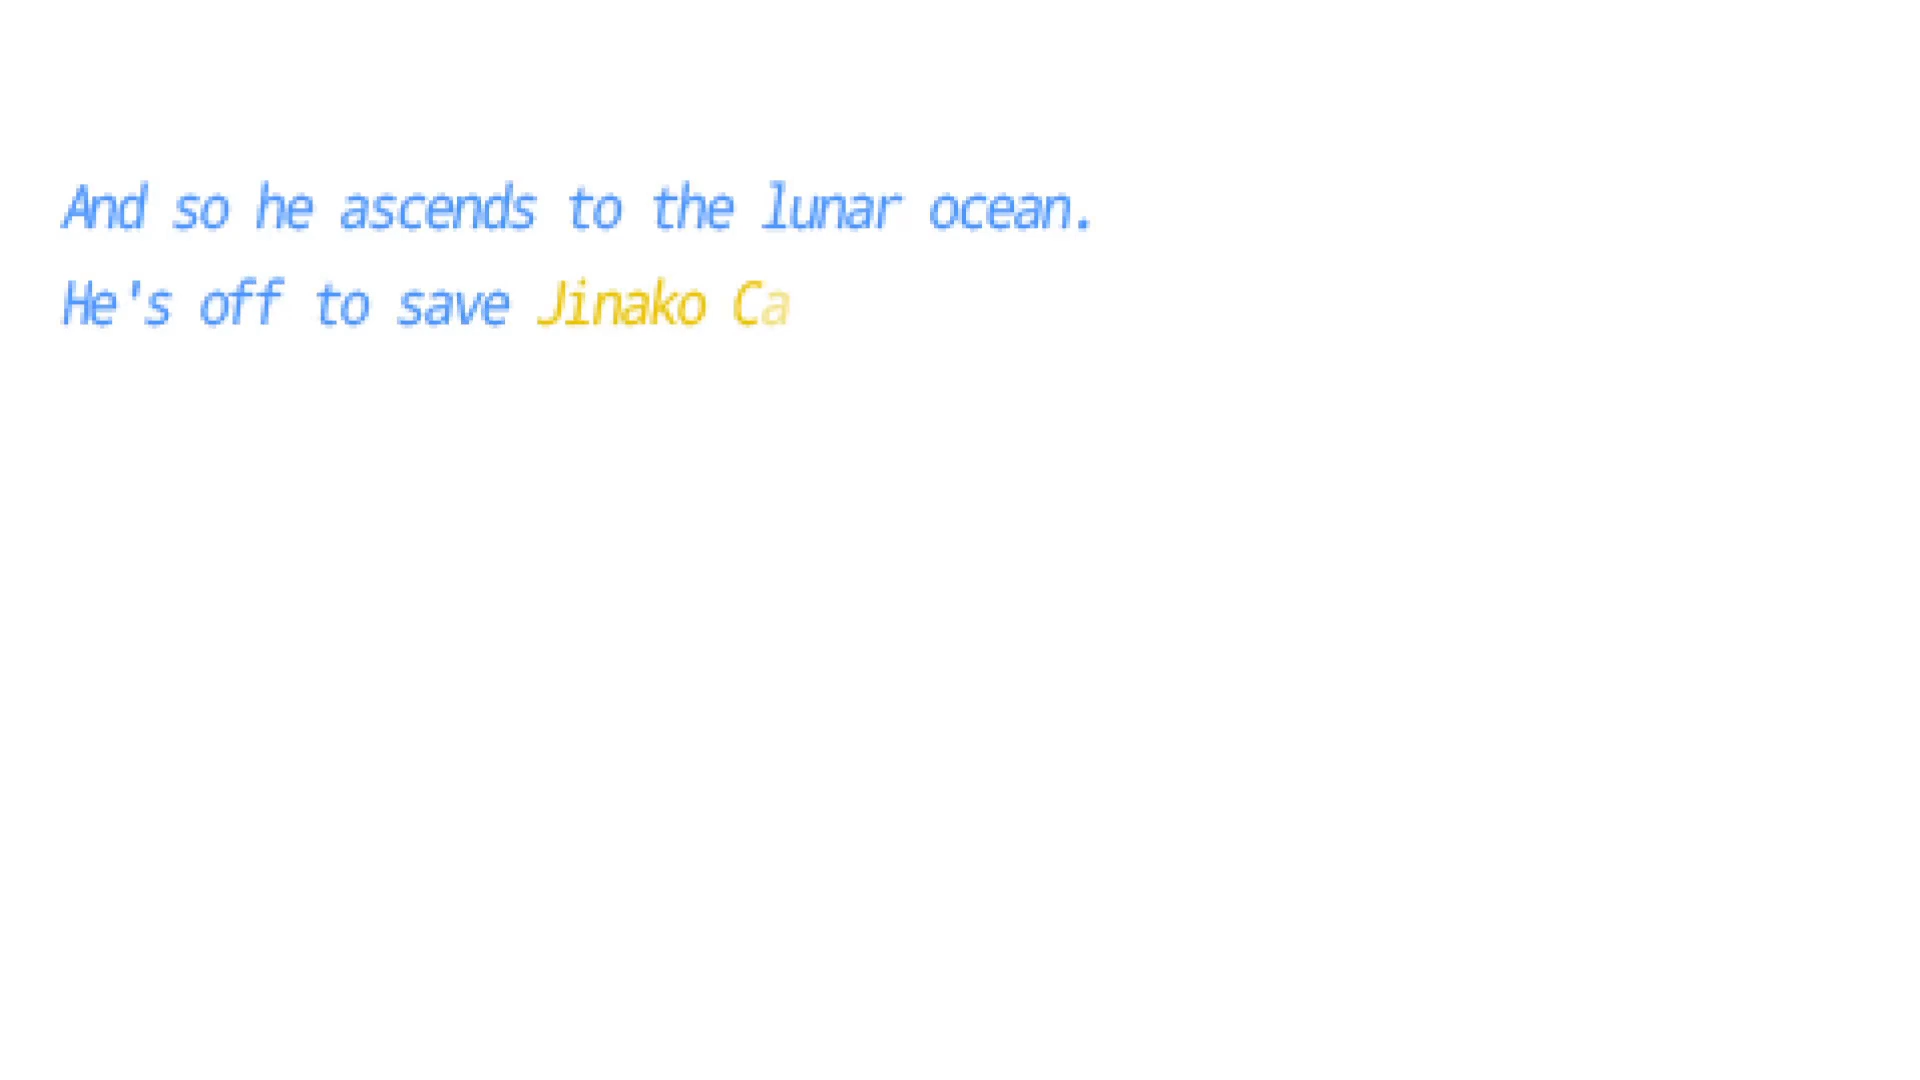 And so he ascends to the lunar ocean.
He's off to save Jinako Ca